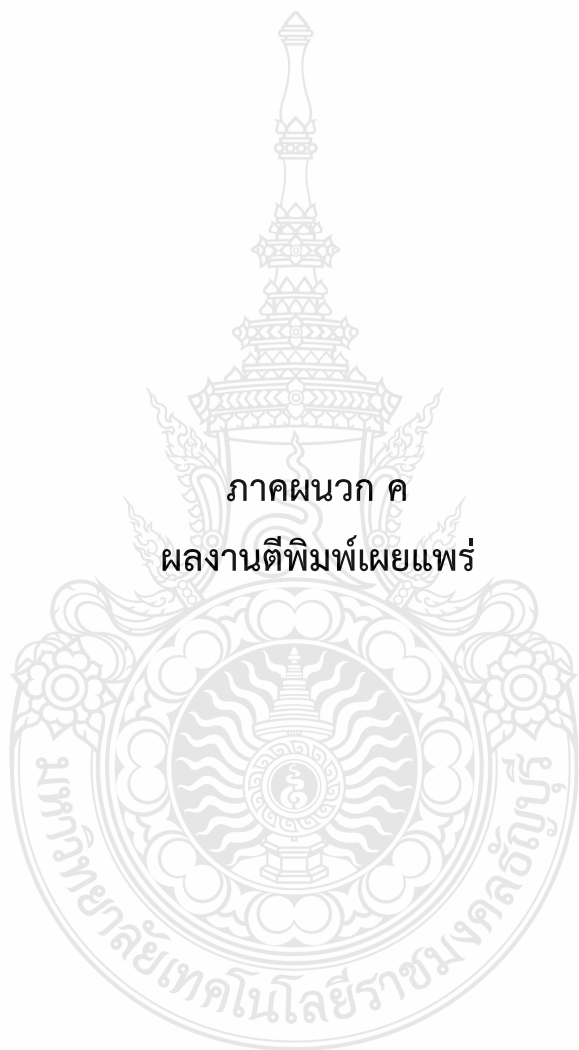 ภาคผนวก ค
ผลงานตีพิมพ์เผยแพร่
มหาวิทยาลัยเทคโนโลยีราชมงคลธัญบุรี